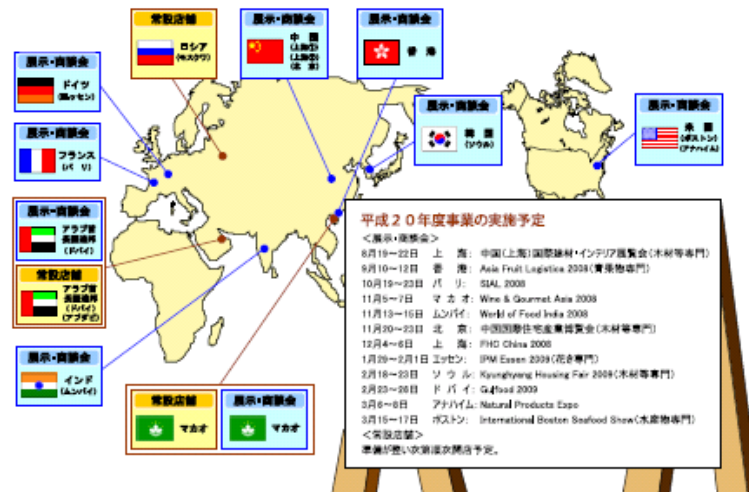 常設店舗
ロシア
(モスクワ)
展示・商談会
中 国
(上海①)
(上海②)
(北 京)
展示・商談会
香 港
展示・商談会
ドイツ
(エッセン)
展示・商談会
フランス
(パ リ)
展示・商談会
韓 国
(ソウル)
展示・商談会
米 国
(ボストン)
(アナハイム)
展示・商談会
アラブ首
長国連邦
(ドバイ)
常設店舗
アラブ首
長国連邦
(ドバイ)
(アブダビ)
展示・商談会
インド
(ムンバイ)
常設店舗
マカオ
展示・商談会
マカオ
平成20年度事業の実施予定
<展示・商談会>
8月19~22日 上 海: 中国(上海)国際建材・インテリア展覧会(木材等専門)
9月10~12日 香 港: Asia Fruit Logistica 2008(青果物専門)
10月19~23日 パ リ: SIAL 2008
11月5~7日 マ カ オ: Wine & Gourmet Asia 2008
11月13~15日 ムンバイ: World of Food India 2008
11月20~23日 北 京: 中国国際住宅産業博覧会(木材等専門)
12月4~6日 上 海: FHC China 2008
1月29~2月1日 エッセン: IPM Essen 2009(花き専門)
2月18~23日 ソ ウ ル: Kyunghyang Housing Fair 2009(木材等専門)
2月23~26日 ド バ イ: Gulfood 2009
3月6~8日 アナハイム: Natural Products Expo
3月15~17日 ボストン: International Boston Seafood Show(水産物専門)
<常設店舗>
準備が整い次第順次開店予定。